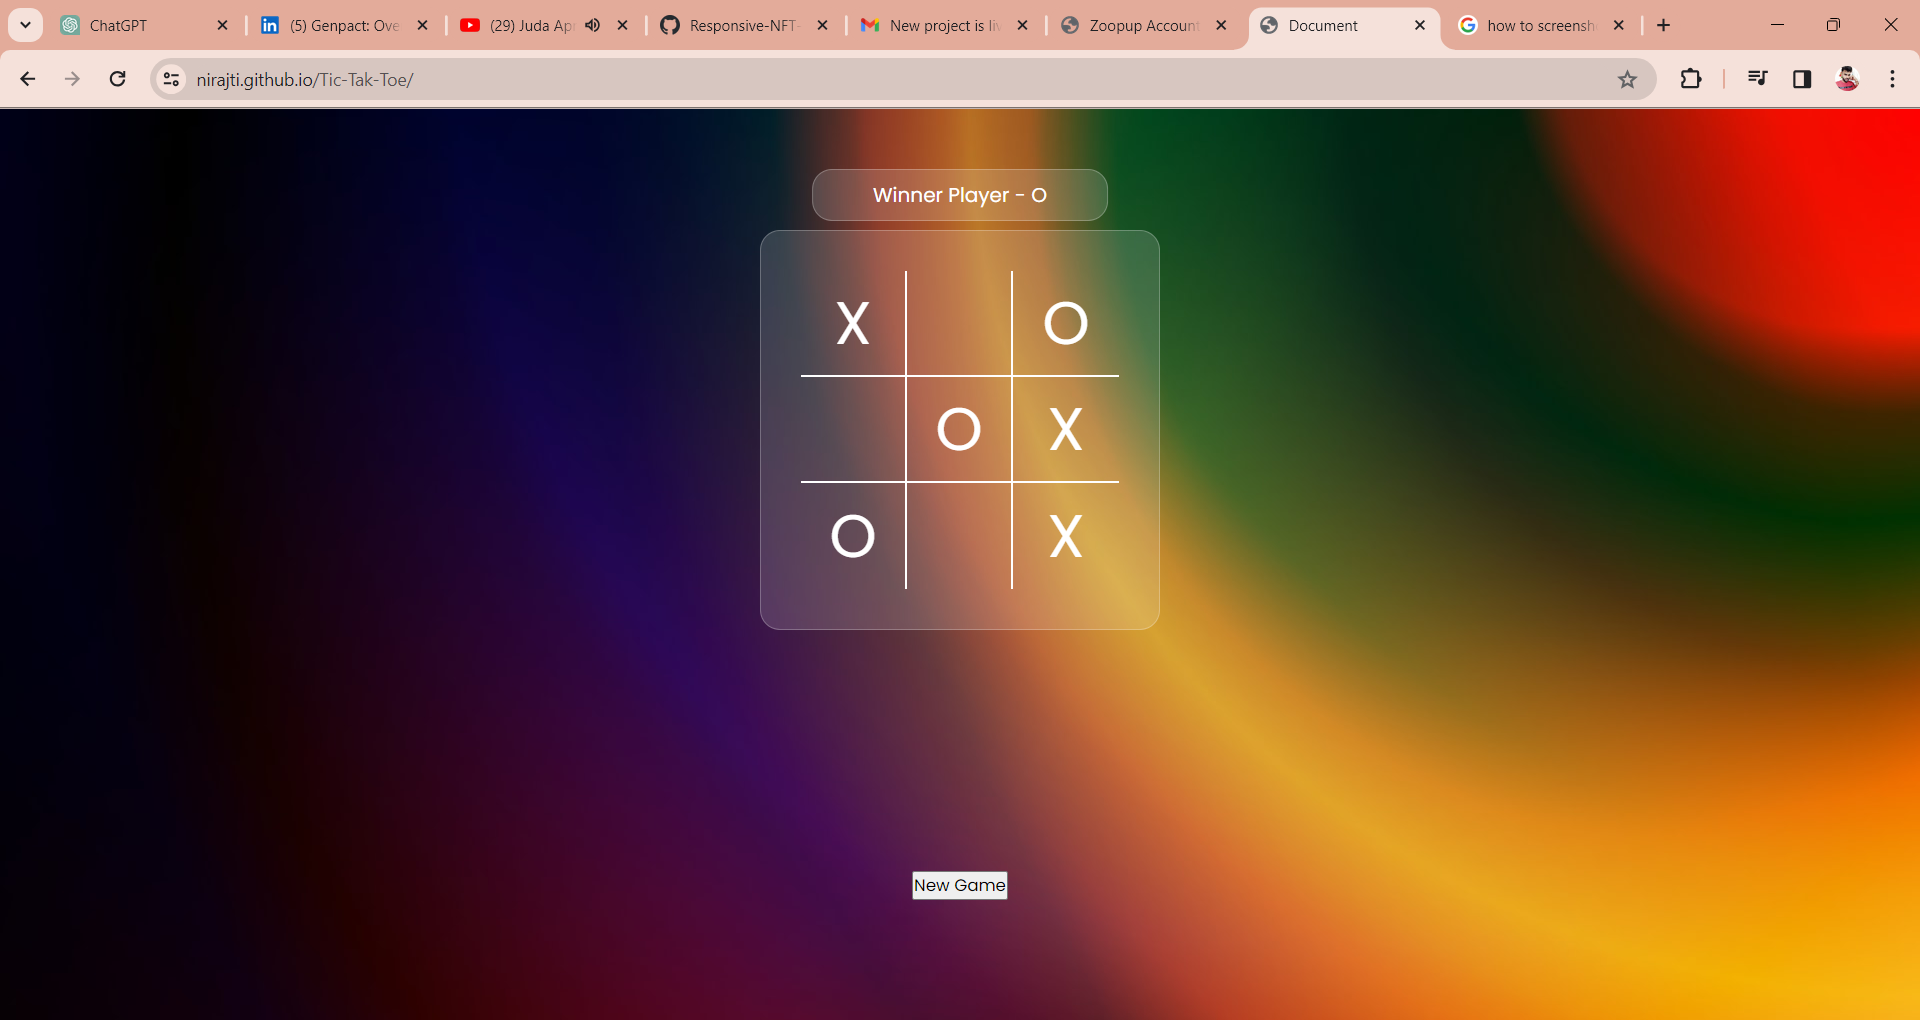 ChatGPT
(5) Genpact: Ove
(29) Juda Ap
Responsive-NFT-
New project is liv
Zoopup Account
Document
how to screensh
nirajti.github.io/Tic-Tak-Toe/
Winner Player - O
X O
O X
O X
New Game